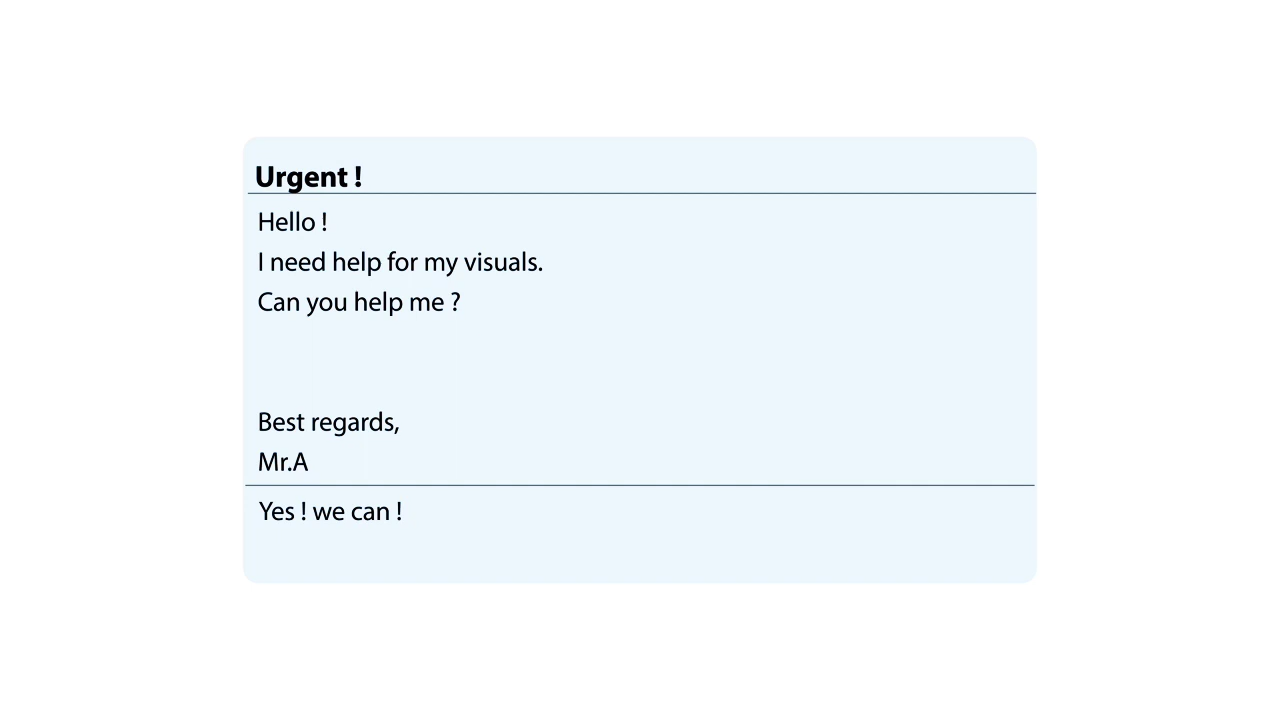 Urgent !
Hello !
I need help for my visuals.
Can you help me ?
Best regards,
Mr.A
Yes ! we can !